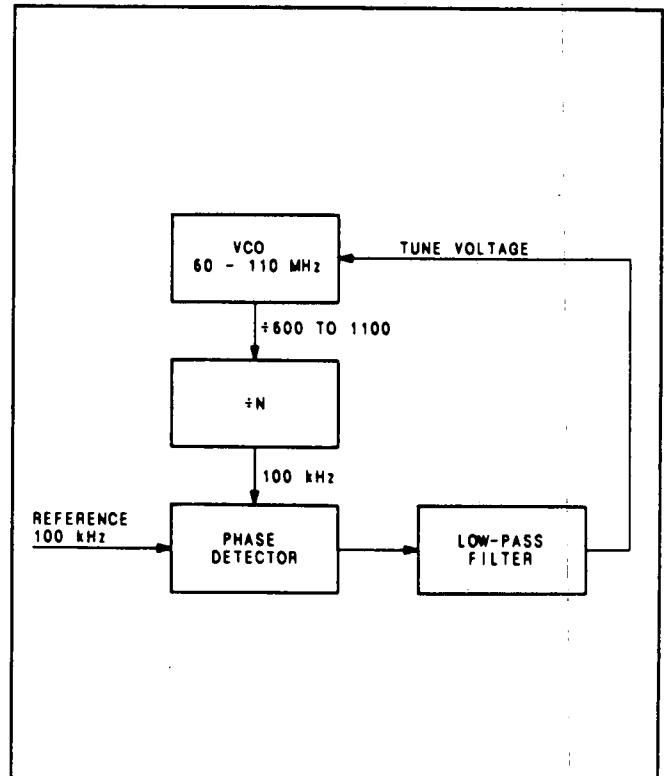 VCO
60 - 110 MHz
TUNE VOLTAGE
÷600 TO 1100
÷N
100 kHz
REFERENCE
100 kHz
PHASE
DETECTOR
LOW-PASS
FILTER